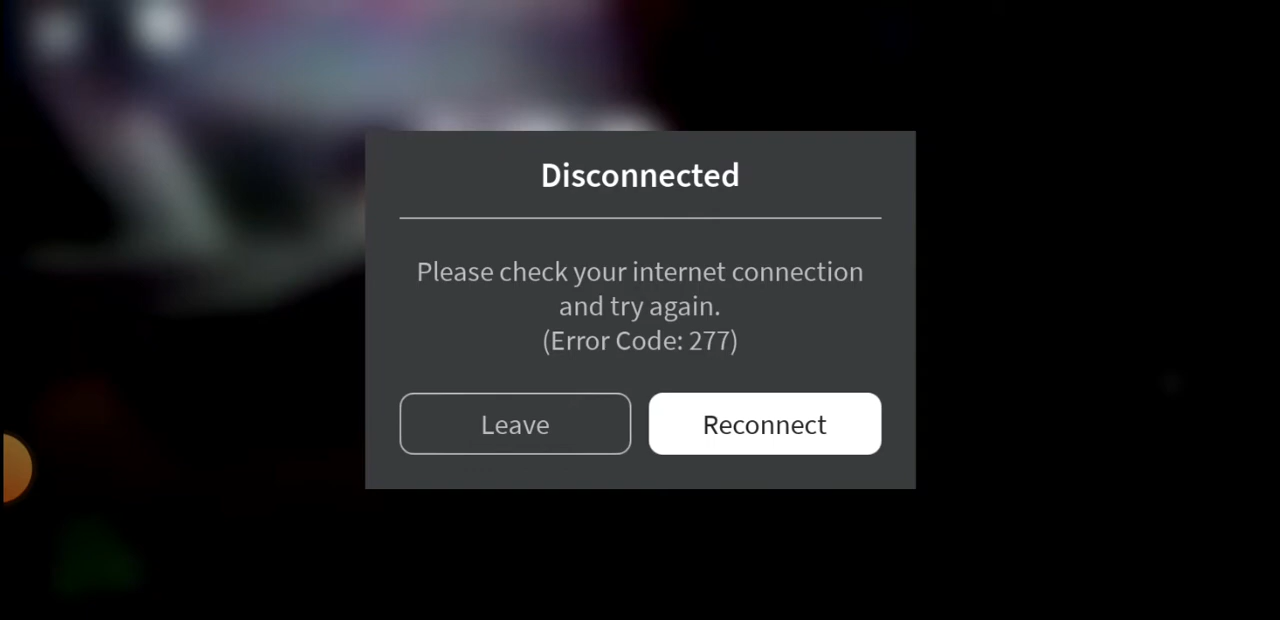 Disconnected
Please check your internet connection
and try again.
(Error Code: 277)
Leave
Reconnect